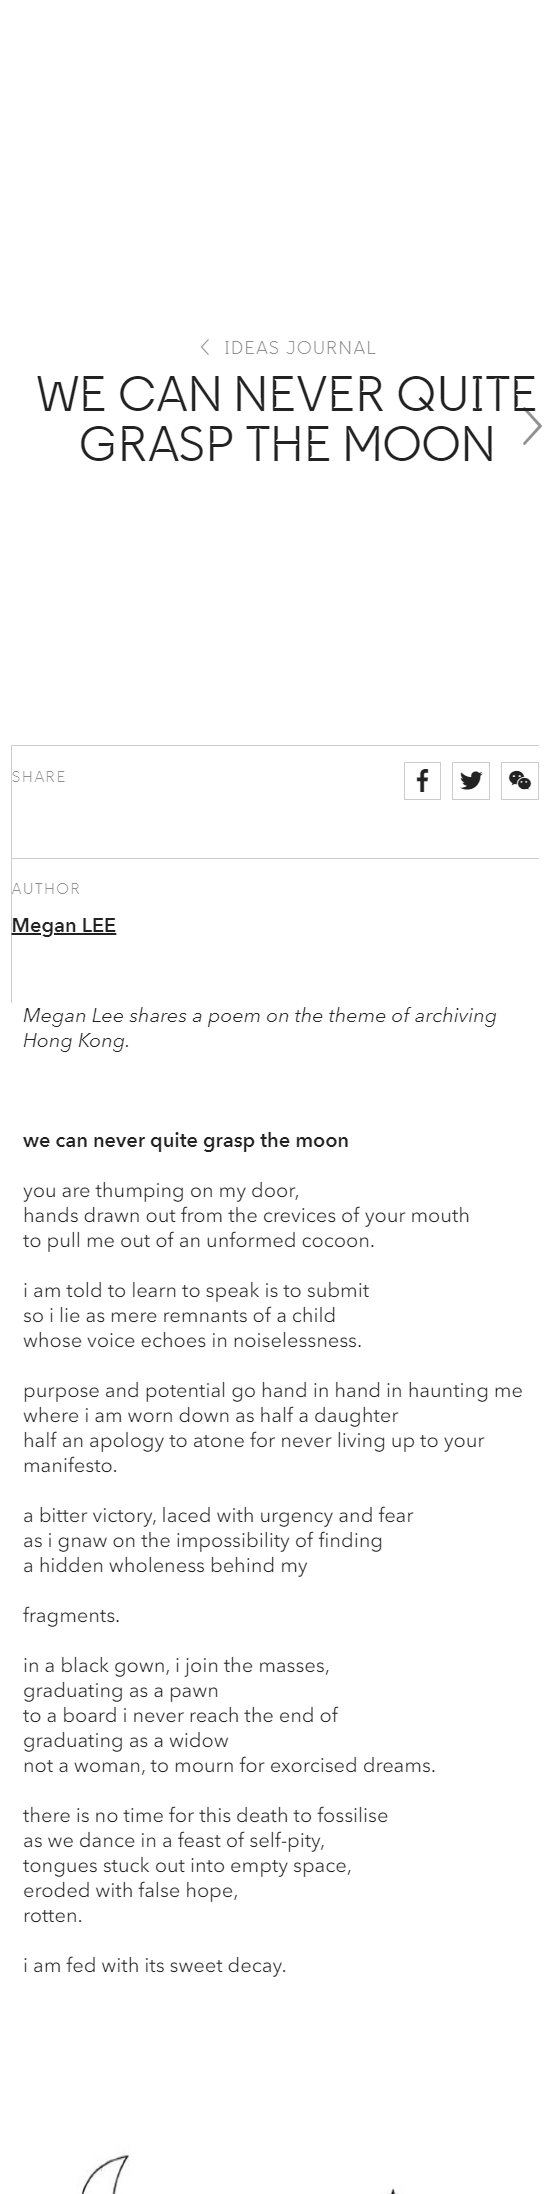 IDEAS JOURNAL
WE CAN NEVER QUITE
GRASP THE MOON
SHARE
AUTHOR
Megan LEE
Megan Lee shares a poem on the theme of archiving
Hong Kong.
we can never quite grasp the moon
you are thumping on my door,
hands drawn out from the crevices of your mouth
to pull me out of an unformed cocoon.
i am told to learn to speak is to submit
so i lie as mere remnants of a child
whose voice echoes in noiselessness.
purpose and potential go hand in hand in haunting me
where i am worn down as half a daughter
half an apology to atone for never living up to your
manifesto.
a bitter victory, laced with urgency and fear
as i gnaw on the impossibility of finding
a hidden wholeness behind my
fragments.
in a black gown, i join the masses,
graduating as a pawn
to a board i never reach the end of
graduating as a widow
not a woman, to mourn for exorcised dreams.
there is no time for this death to fossilise
as we dance in a feast of self-pity,
tongues stuck out into empty space,
eroded with false hope,
rotten.
i am fed with its sweet decay.